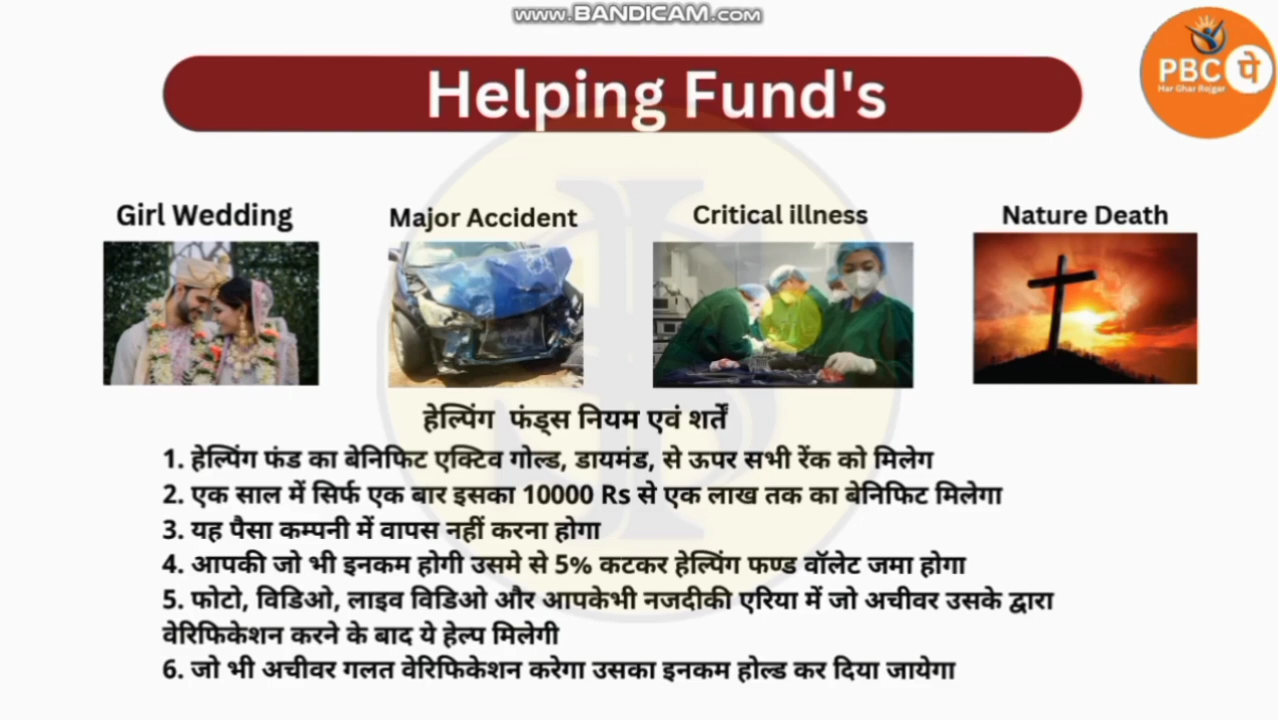 www.BANDICAM.com
PBC पे
Har Ghar Rojgar
Helping Fund's
Girl Wedding
Major Accident
Critical illness
Nature Death
हेल्पिंग फंड्स नियम एवं शर्तें
1. हेल्पिंग फंड का बेनिफिट एक्टिव गोल्ड, डायमंड, से ऊपर सभी रेंक को मिलेग
2. एक साल में सिर्फ एक बार इसका 10000 Rs से एक लाख तक का बेनिफिट मिलेगा
3. यह पैसा कम्पनी में वापस नहीं करना होगा
4. आपकी जो भी इनकम होगी उसमे से 5% कटकर हेल्पिंग फण्ड वॉलेट जमा होगा
5. फोटो, विडिओ, लाइव विडिओ और आपकेभी नजदीकी एरिया में जो अचीवर उसके द्वारा
वेरिफिकेशन करने के बाद ये हेल्प मिलेगी
6. जो भी अचीवर गलत वेरिफिकेशन करेगा उसका इनकम होल्ड कर दिया जायेगा